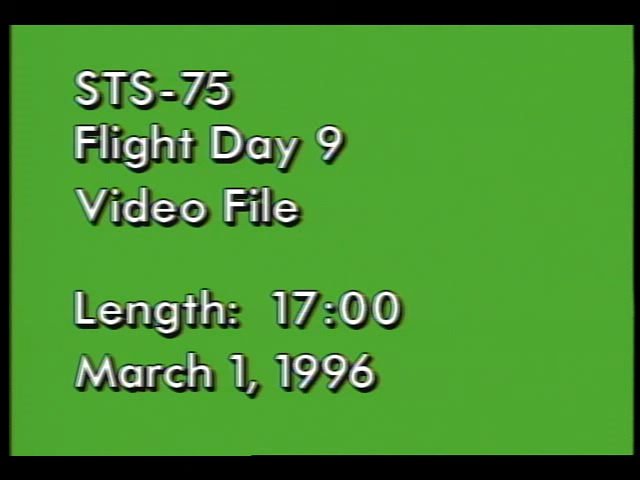 STS-75
Flight Day 9
Video File
Length: 17:00
March 1, 1996